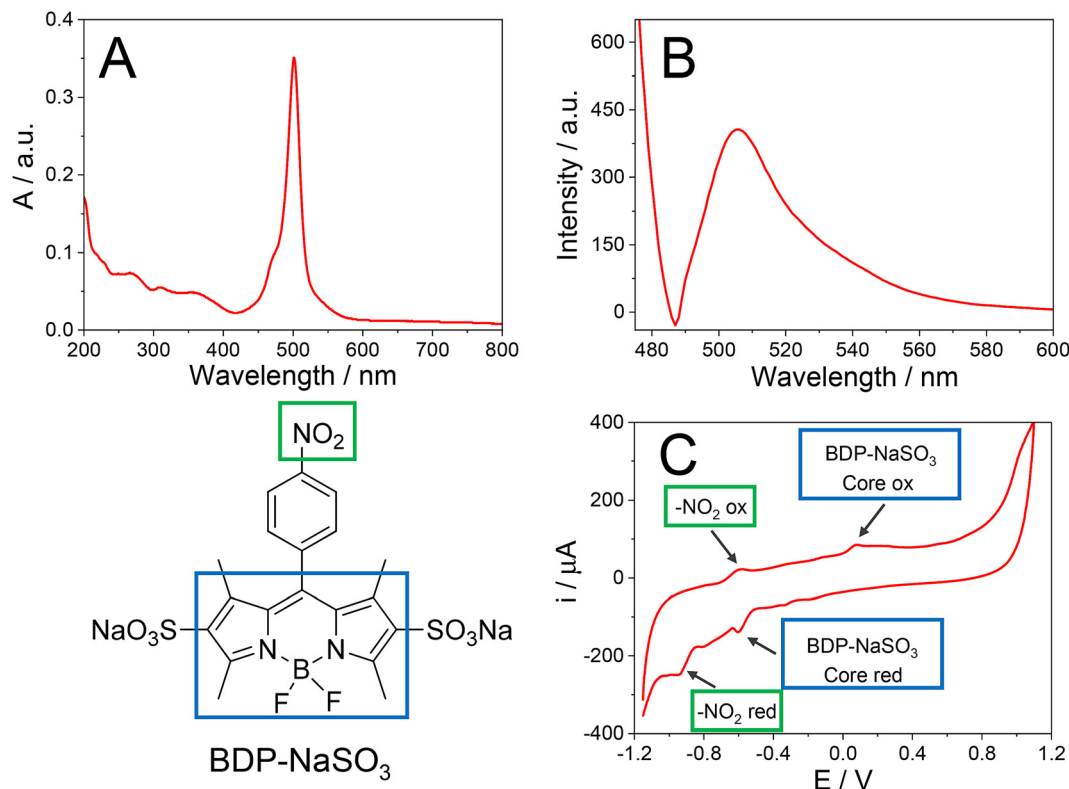 A
A / a.u.
0.4
0.3
0.2
0.1
0.0
200 300 400 500 600 700 800
Wavelength / nm
B
Intensity / a.u.
600
450
300
150
0
480 500 520 540 560 580 600
Wavelength / nm
NO2
NaO3S
SO3Na
N
N
B
F
F
BDP-NaSO3
C
i / µA
400
200
0
-200
-400
-NO2 ox
BDP-NaSO3
Core ox
BDP-NaSO3
Core red
-NO2 red
-1.2 -0.8 -0.4 0.0 0.4 0.8 1.2
E / V